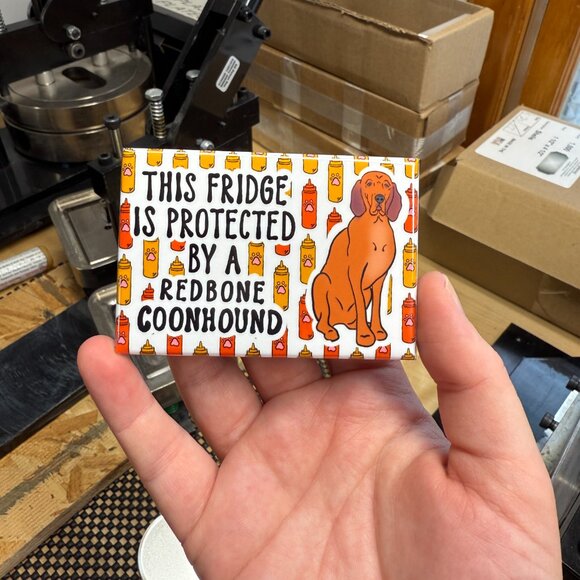 THIS FRIDGE
IS PROTECTED
BY A
REDBONE
COONHOUND